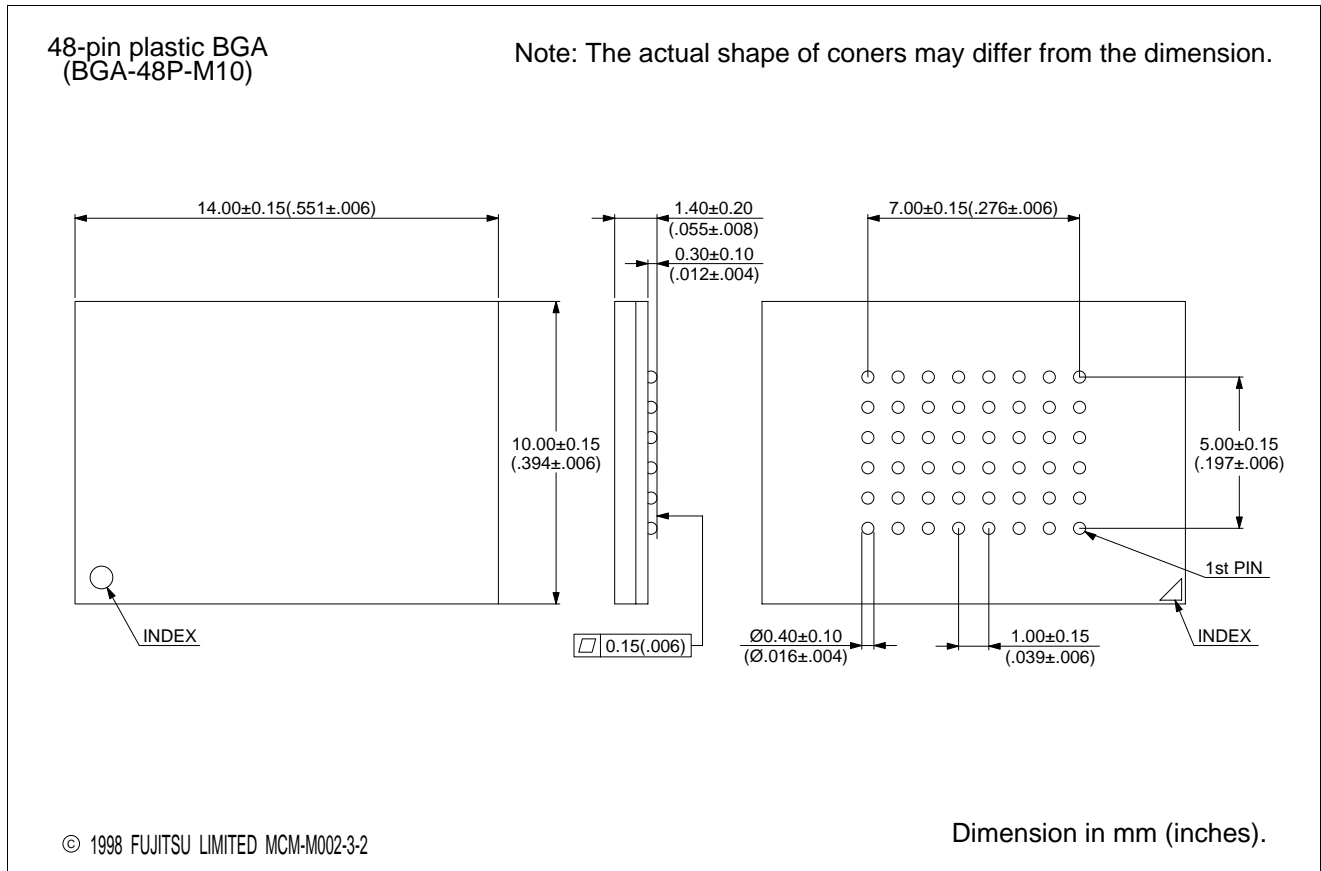 48-pin plastic BGA
(BGA-48P-M10)
Note: The actual shape of coners may differ from the dimension.
14.00±0.15(.551±.006)
1.40±0.20
(.055±.008)
0.30±0.10
(.012±.004)
7.00±0.15(.276±.006)
10.00±0.15
(.394±.006)
5.00±0.15
(.197±.006)
1st PIN
INDEX
0.15(.006)
Ø0.40±0.10
(Ø.016±.004)
1.00±0.15
(.039±.006)
INDEX
© 1998 FUJITSU LIMITED MCM-M002-3-2
Dimension in mm (inches).